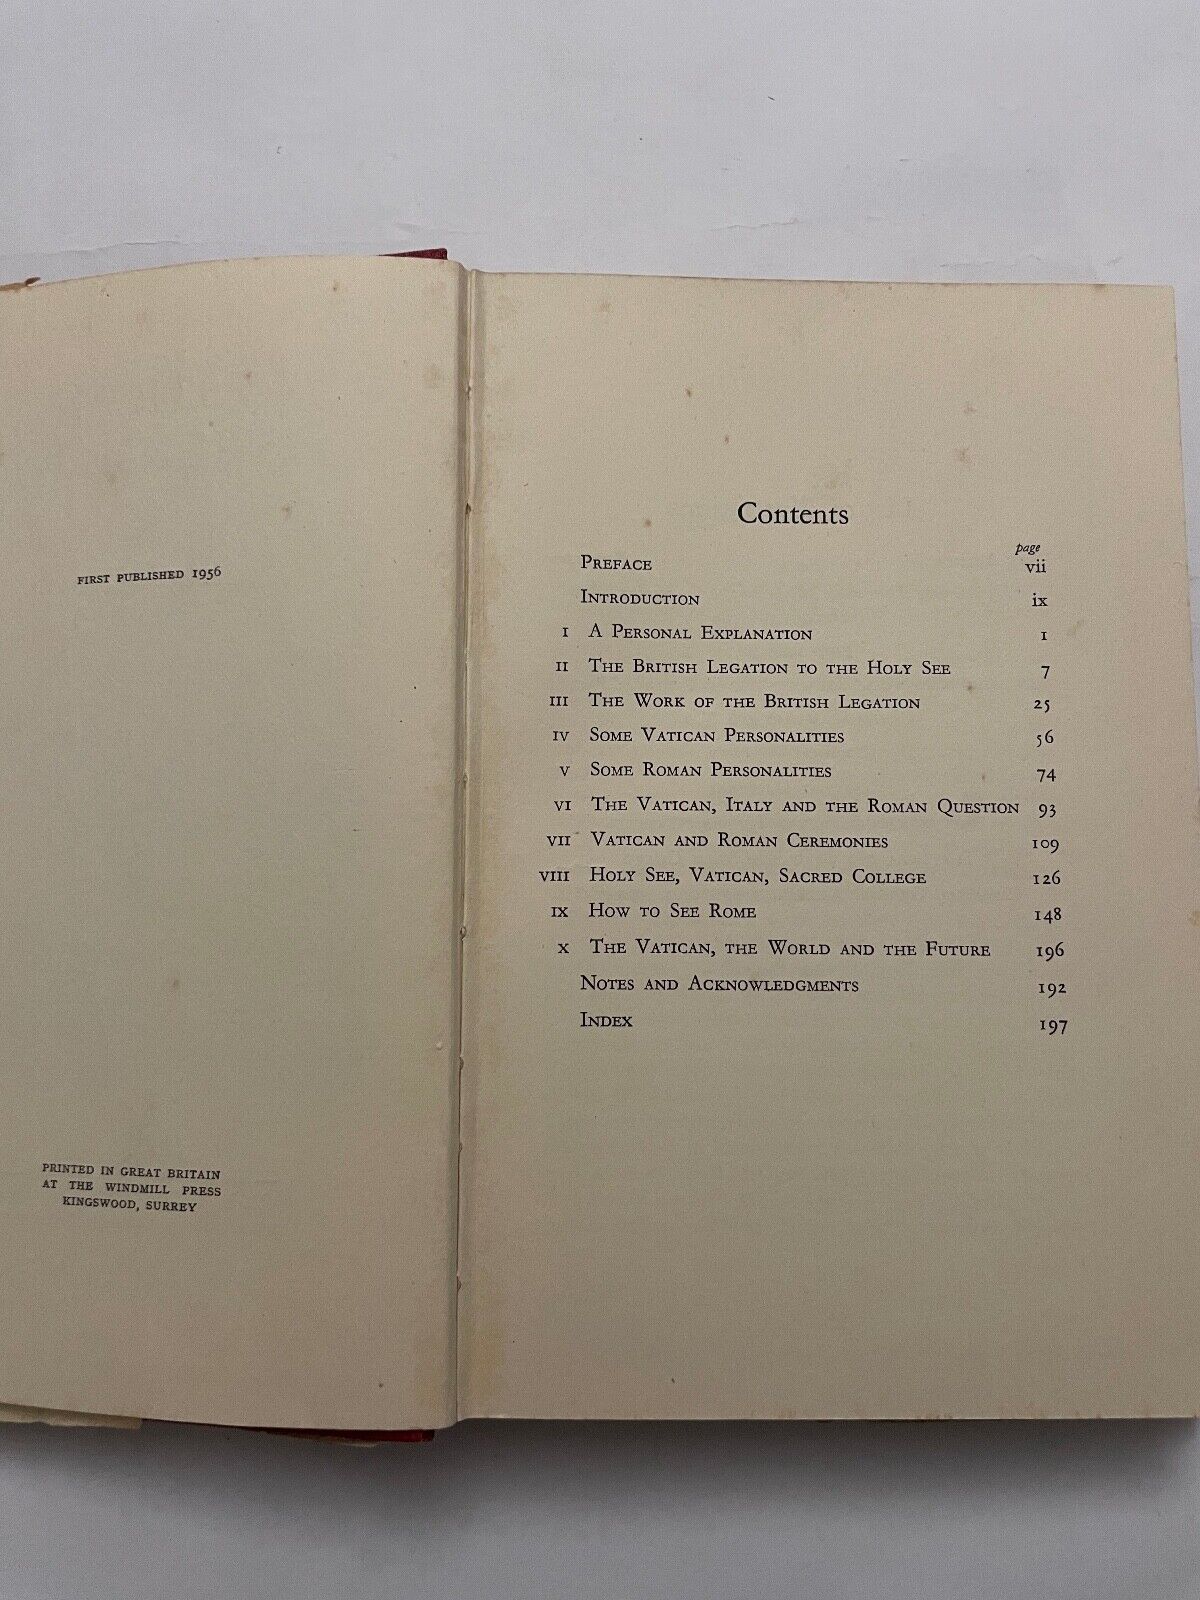 FIRST PUBLISHED 1956
PRINTED IN GREAT BRITAIN
AT THE WINDMILL PRESS
KINGSWOOD, SURREY
Contents
page
PREFACE vii
INTRODUCTION ix
I A PERSONAL EXPLANATION 1
II THE BRITISH LEGATION TO THE HOLY SEE 7
III THE WORK OF THE BRITISH LEGATION 25
IV SOME VATICAN PERSONALITIES 56
V SOME ROMAN PERSONALITIES 74
VI THE VATICAN, ITALY AND THE ROMAN QUESTION 93
VII VATICAN AND ROMAN CEREMONIES 109
VIII HOLY SEE, VATICAN, SACRED COLLEGE 126
IX HOW TO SEE ROME 148
X THE VATICAN, THE WORLD AND THE FUTURE 196
NOTES AND ACKNOWLEDGMENTS 192
INDEX 197